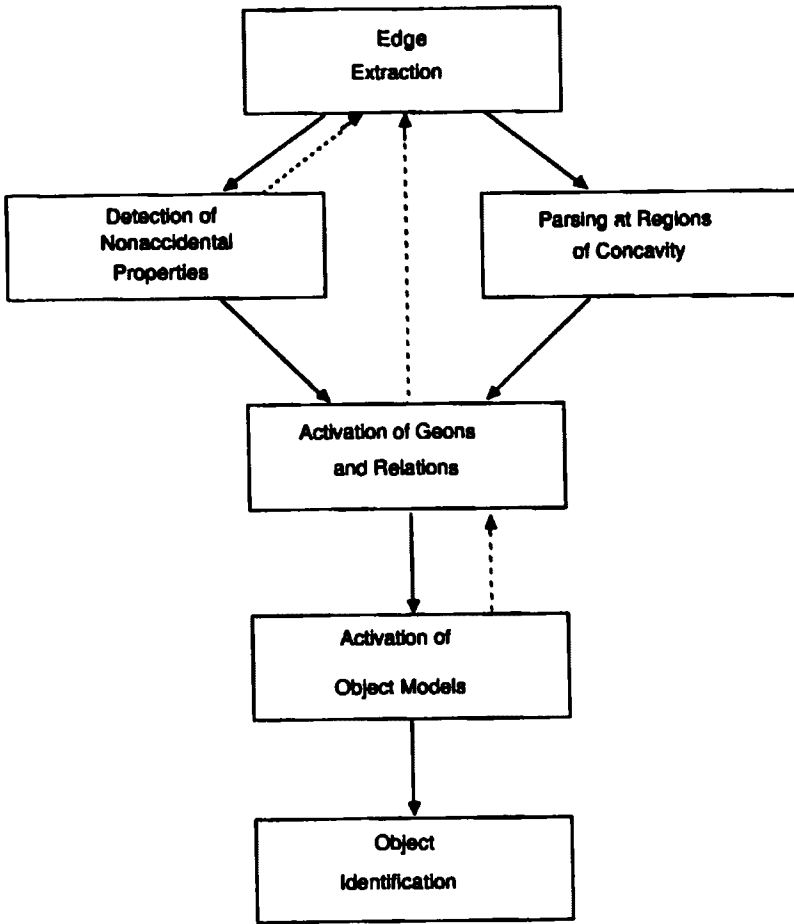 Edge
Extraction
Detection of
Nonaccidental
Properties
Parsing at Regions
of Concavity
Activation of Geons
and Relations
Activation of
Object Models
Object
Identification